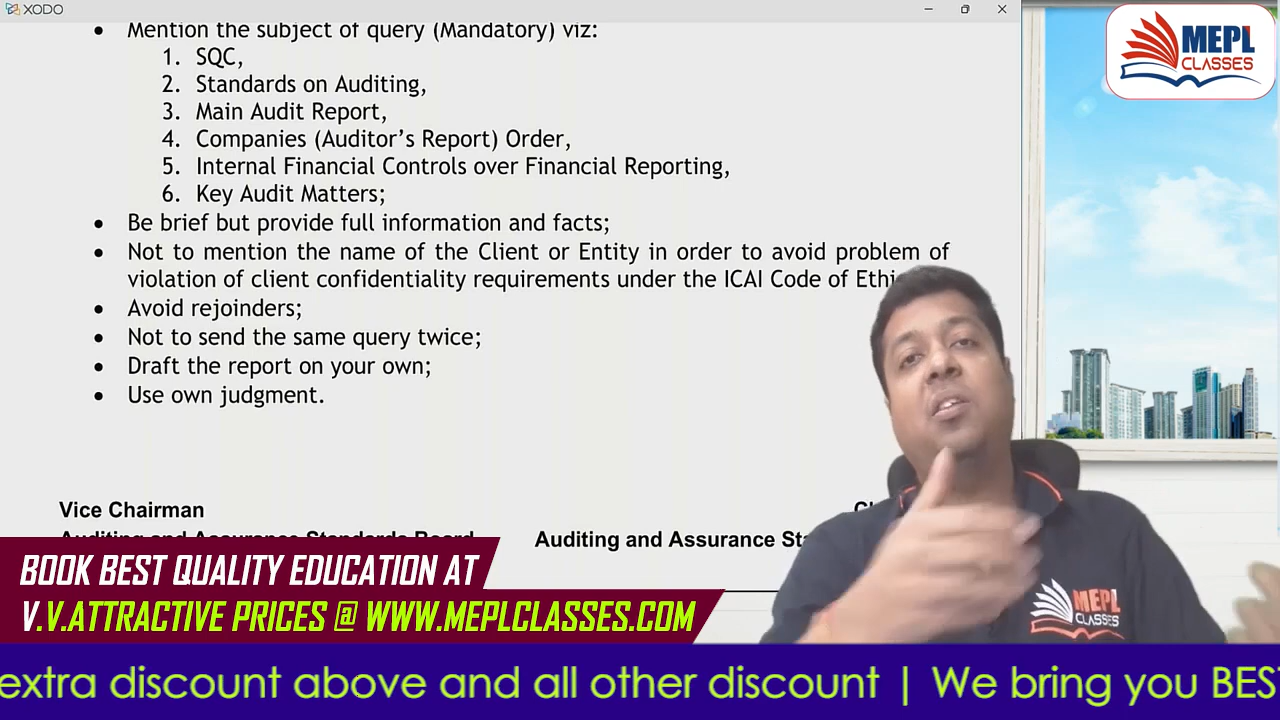 XODO
• Mention the subject of query (Mandatory) viz:
1. SQC,
2. Standards on Auditing,
3. Main Audit Report,
4. Companies (Auditor’s Report) Order,
5. Internal Financial Controls over Financial Reporting,
6. Key Audit Matters;
• Be brief but provide full information and facts;
• Not to mention the name of the Client or Entity in order to avoid problem of
violation of client confidentiality requirements under the ICAI Code of
• Avoid rejoinders;
• Not to send the same query twice;
• Draft the report on your own;
• Use own judgment.
Vice Chairman
Auditing and Assurance Standards Board
Auditing and Assurance
MEPL
CLASSES
MEPL
CLASSES
BOOK BEST QUALITY EDUCATION AT
V.V.ATTRACTIVE PRICES @ WWW.MEPLCLASSES.COM
extra discount above and all other discount | We bring you BEST